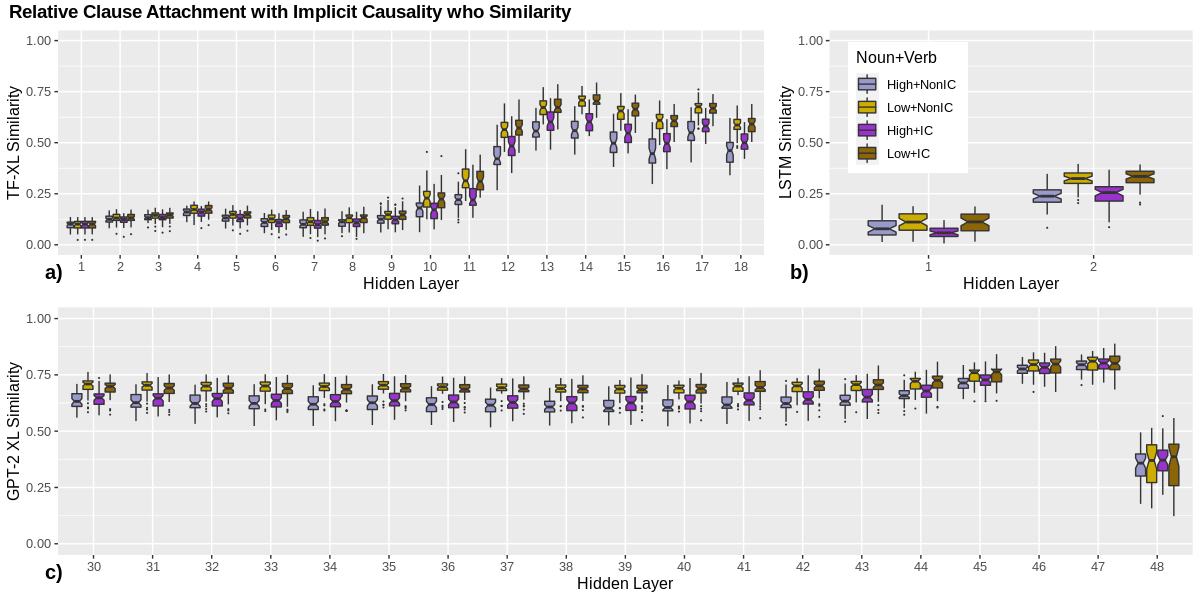 Relative Clause Attachment with Implicit Causality who Similarity
TF-XL Similarity
1.00
0.75
0.50
0.25
0.00
1 2 3 4 5 6 7 8 9 10 11 12 13 14 15 16 17 18
Hidden Layer
a)
LSTM Similarity
1.00
0.75
0.50
0.25
0.00
Noun+Verb
High+NonIC
Low+NonIC
High+IC
Low+IC
1 2
Hidden Layer
b)
GPT-2 XL Similarity
1.00
0.75
0.50
0.25
0.00
30 31 32 33 34 35 36 37 38 39 40 41 42 43 44 45 46 47 48
Hidden Layer
c)